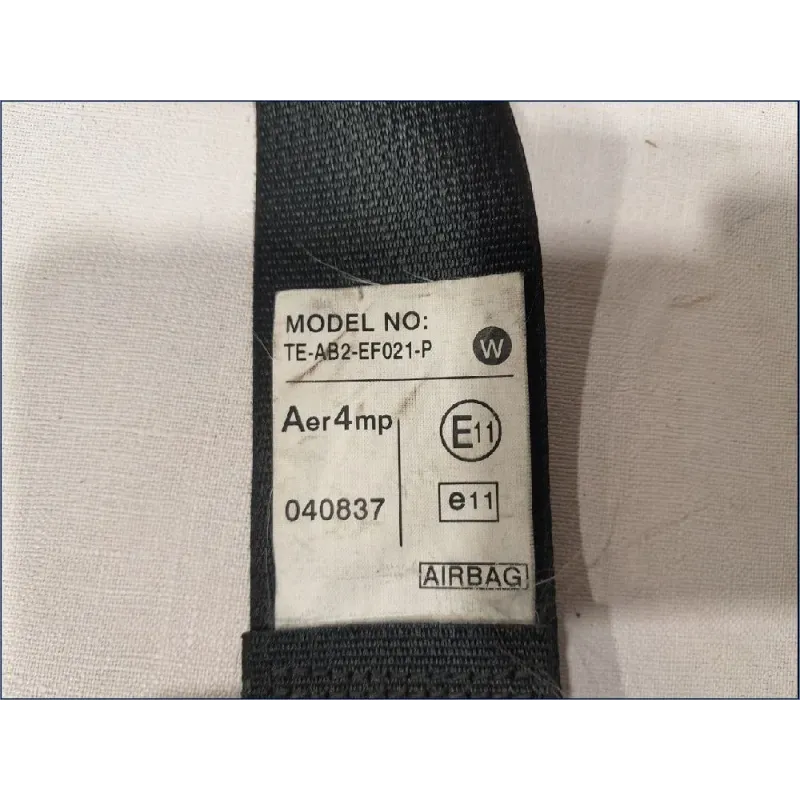 MODEL NO:
TE-AB2-EF021-P W
Aer4mp
E11
040837
e11
AIRBAG